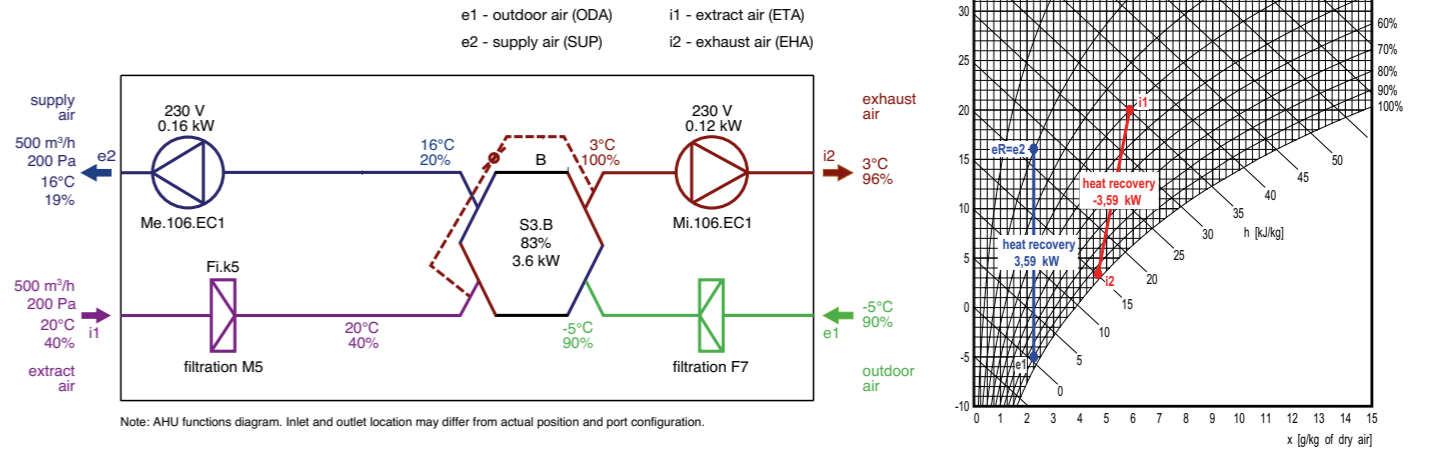 e1 - outdoor air (ODA)
i1 - extract air (ETA)
e2 - supply air (SUP)
i2 - exhaust air (EHA)
supply
air
500 m³/h
200 Pa
e2
16°C
19%
230 V
0.16 kW
Me.106.EC1
16°C
20%
B
3°C
100%
230 V
0.12 kW
Mi.106.EC1
exhaust
air
i2
3°C
96%
S3.B
83%
3.6 kW
500 m³/h
200 Pa
20°C
40%
i1
extract
air
Fi.k5
filtration M5
20°C
40%
-5°C
90%
filtration F7
-5°C
90%
e1
outdoor
air
Note: AHU functions diagram. Inlet and outlet location may differ from actual position and port configuration.
30
25
20
15
10
5
0
-5
-10
60%
70%
80%
90%
100%
i1
eR=e2
heat recovery
-3,59 kW
heat recovery
3,59 kW
i2
e1
50
45
40
35
h [kJ/kg]
30
25
20
15
10
5
0
0 1 2 3 4 5 6 7 8 9 10 11 12 13 14 15
x [g/kg of dry air]